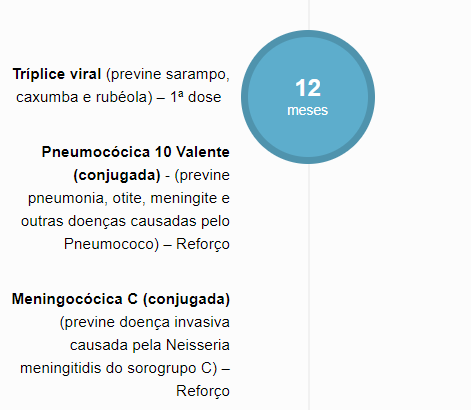 Tríplice viral (previne sarampo,
caxumba e rubéola) – 1ª dose
12
meses
Pneumocócica 10 Valente
(conjugada) - (previne
pneumonia, otite, meningite e
outras doenças causadas pelo
Pneumococo) – Reforço
Meningocócica C (conjugada)
(previne doença invasiva
causada pela Neisseria
meningitidis do sorogrupo C) –
Reforço